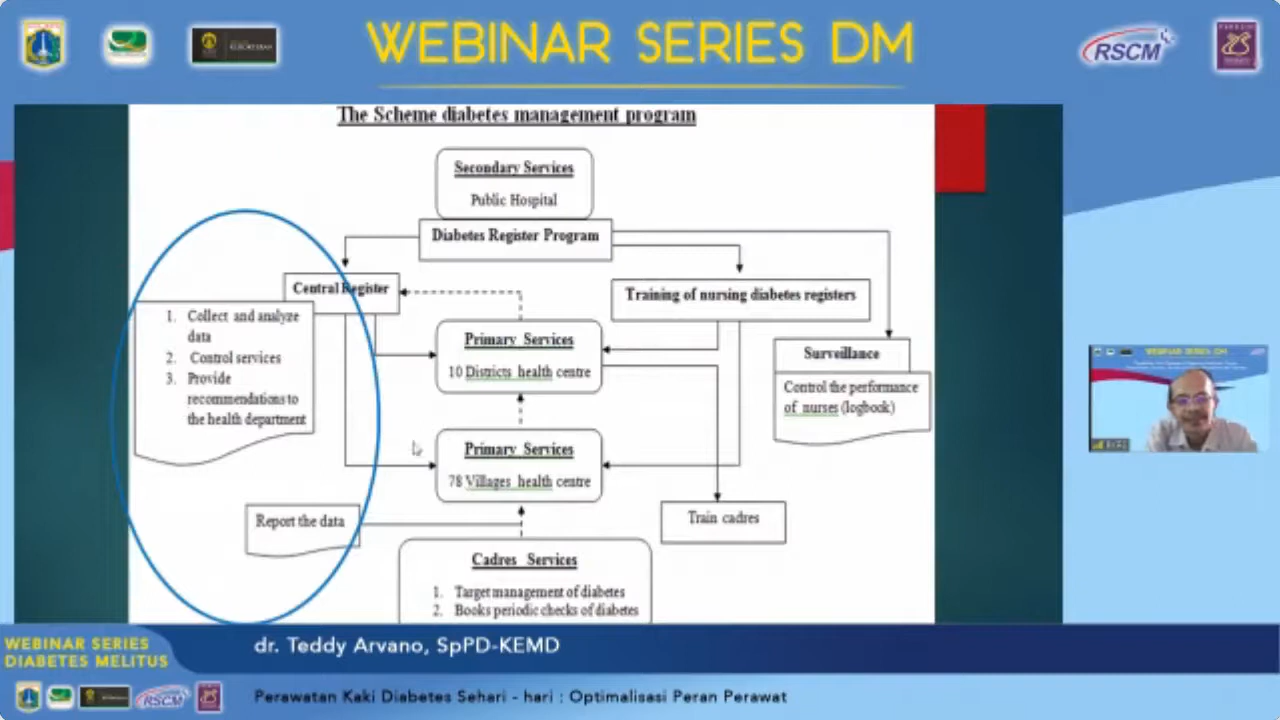 WEBINAR SERIES DM
RSCM
The Scheme diabetes management program
Secondary Services
Public Hospital
Diabetes Register Program
Central Register
Training of nursing diabetes registers
1. Collect and analyze
data
2. Control services
3. Provide
recommendations to
the health department
Primary Services
10 Districts health centre
Surveillance
Control the performance
of nurses (logbook)
Primary Services
78 Villages health centre
Report the data
Train cadres
Cadres Services
1. Target management of diabetes
2. Books periodic checks of diabetes
WEBINAR SERIES DM
WEBINAR SERIES
DIABETES MELITUS
dr. Teddy Arvano, SpPD-KEMD
RSCM
Perawatan Kaki Diabetes Sehari - hari : Optimalisasi Peran Perawat